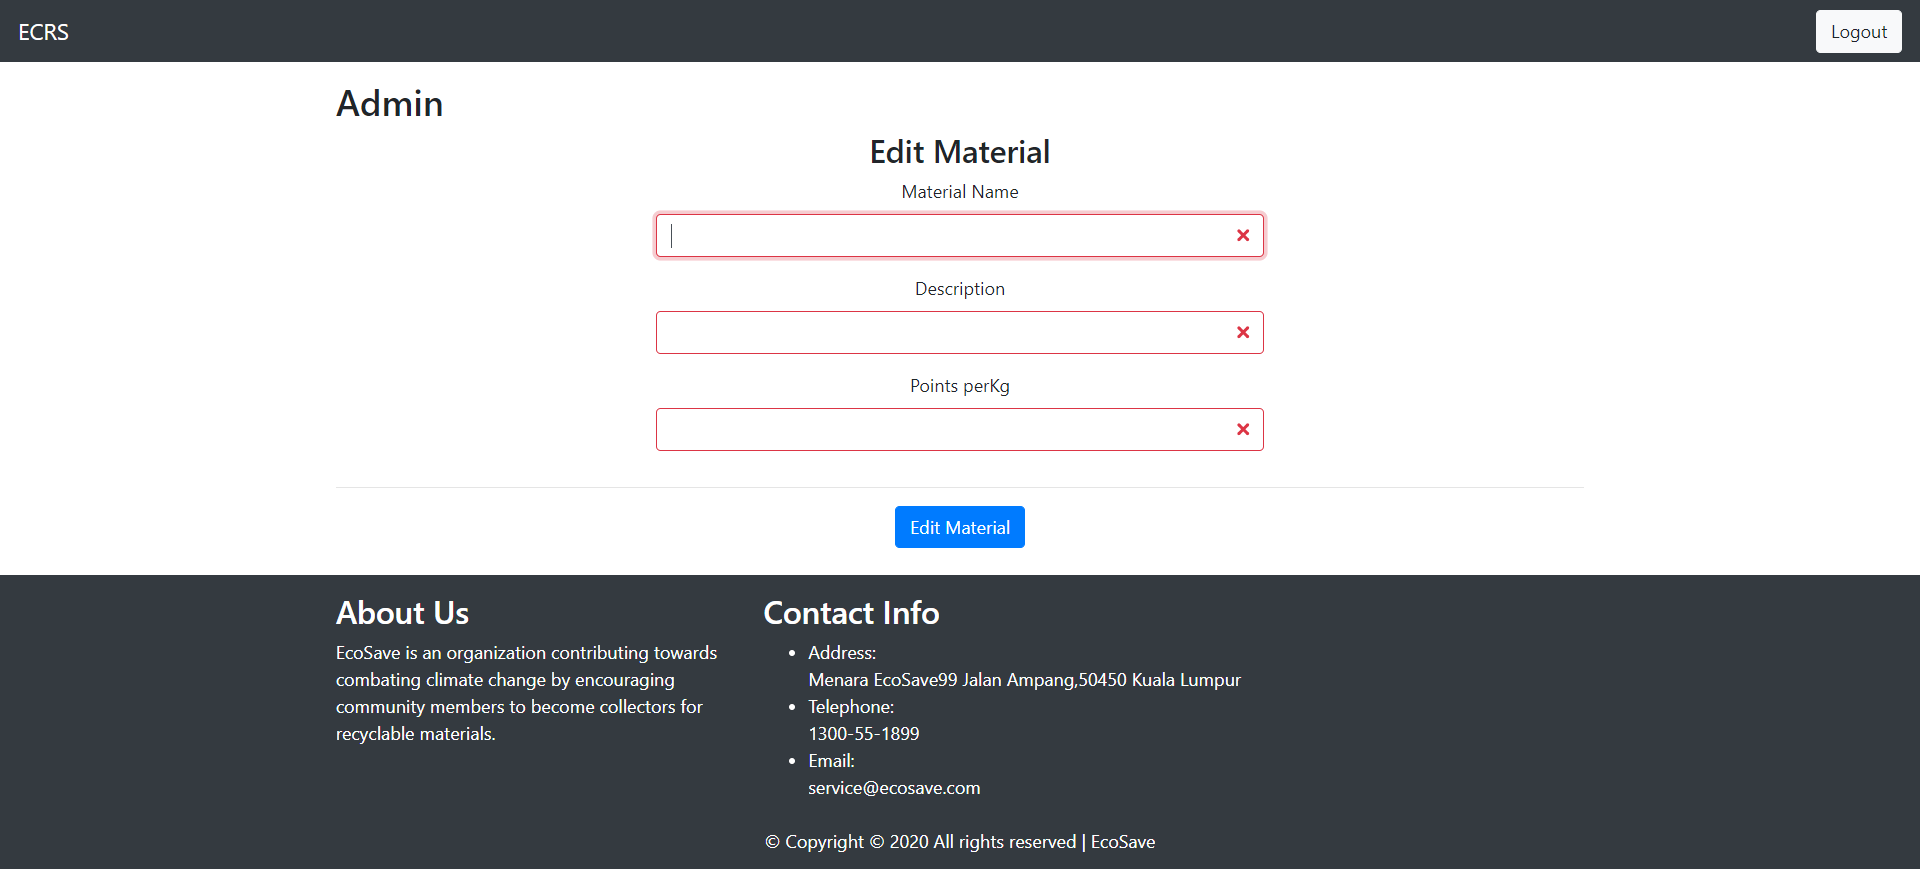 ECRS
Logout
Admin
Edit Material
Material Name
Description
Points perKg
Edit Material
About Us
EcoSave is an organization contributing towards
combating climate change by encouraging
community members to become collectors for
recyclable materials.
Contact Info
• Address:
Menara EcoSave99 Jalan Ampang,50450 Kuala Lumpur
• Telephone:
1300-55-1899
• Email:
service@ecosave.com
© Copyright © 2020 All rights reserved | EcoSave